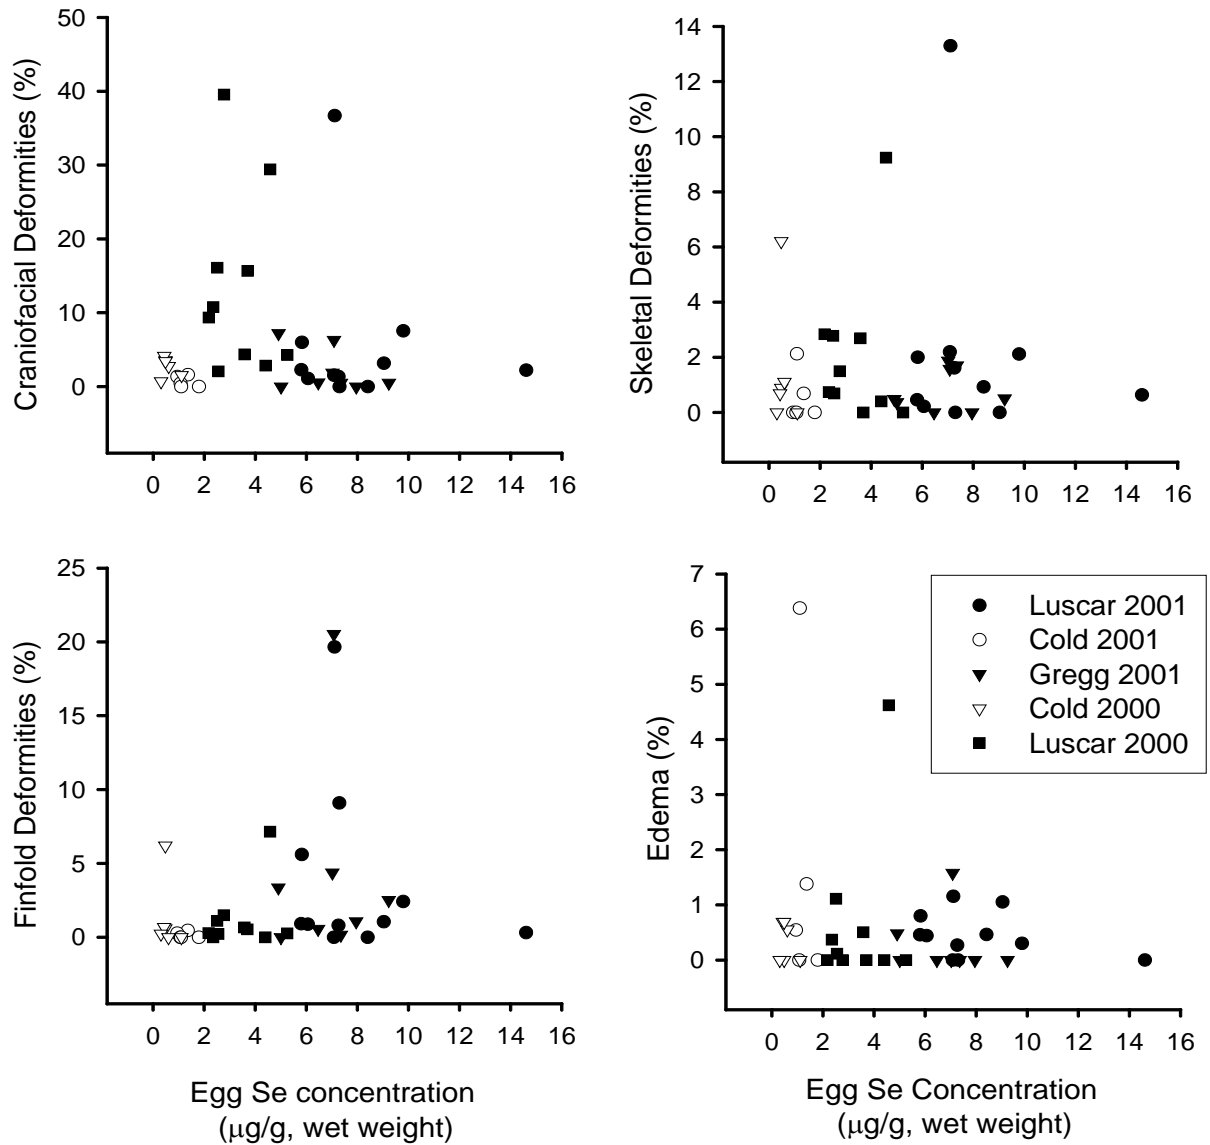 Craniofacial Deformities (%)
50
40
30
20
10
0
0 2 4 6 8 10 12 14 16
Skeletal Deformities (%)
14
12
10
8
6
4
2
0
0 2 4 6 8 10 12 14 16
Finfold Deformities (%)
25
20
15
10
5
0
0 2 4 6 8 10 12 14 16
Egg Se concentration
(μg/g, wet weight)
Edema (%)
7
6
5
4
3
2
1
0
0 2 4 6 8 10 12 14 16
Egg Se Concentration
(μg/g, wet weight)
Luscar 2001
Cold 2001
Gregg 2001
Cold 2000
Luscar 2000